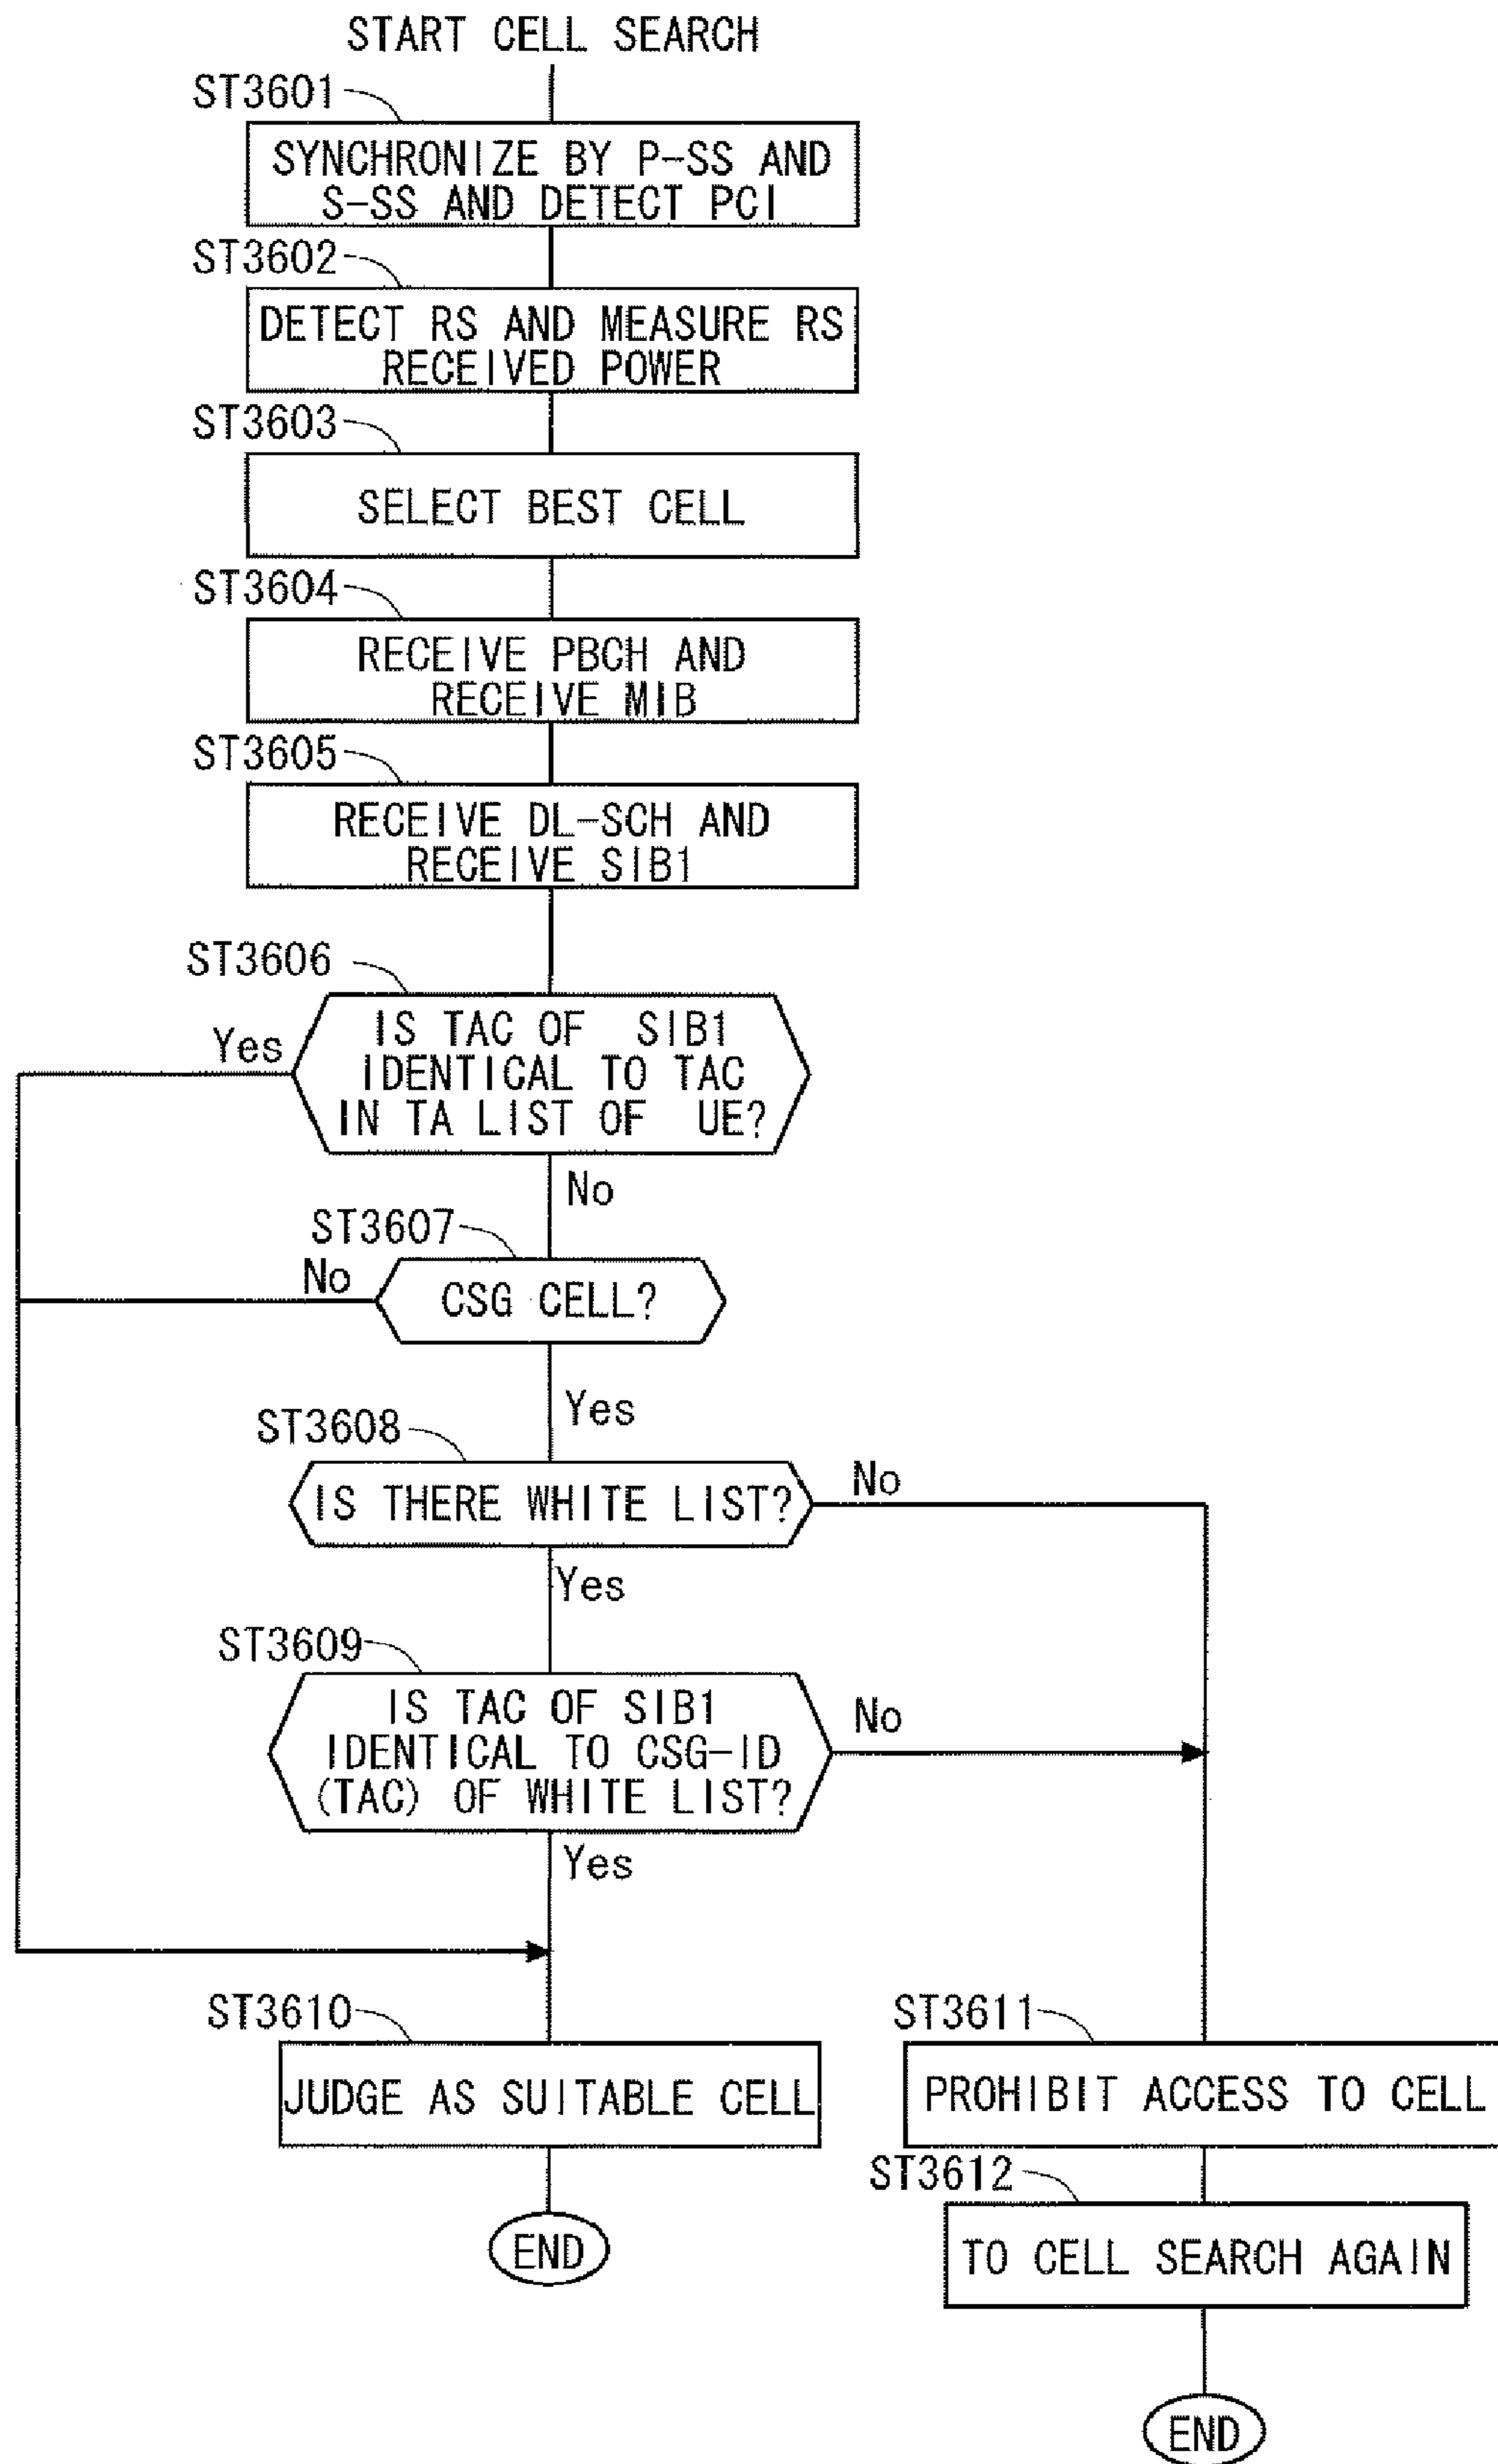 START CELL SEARCH
ST3601
SYNCHRONIZE BY P-SS AND
S-SS AND DETECT PCI
ST3602
DETECT RS AND MEASURE RS
RECEIVED POWER
ST3603
SELECT BEST CELL
ST3604
RECEIVE PBCH AND
RECEIVE MIB
ST3605
RECEIVE DL-SCH AND
RECEIVE SIB1
ST3606
IS TAC OF SIB1
IDENTICAL TO TAC
IN TA LIST OF UE?
Yes
No
ST3607
CSG CELL?
No
Yes
ST3608
IS THERE WHITE LIST?
No
Yes
ST3609
IS TAC OF SIB1
IDENTICAL TO CSG-ID
(TAC) OF WHITE LIST?
No
Yes
ST3610
JUDGE AS SUITABLE CELL
END
ST3611
PROHIBIT ACCESS TO CELL
ST3612
TO CELL SEARCH AGAIN
END